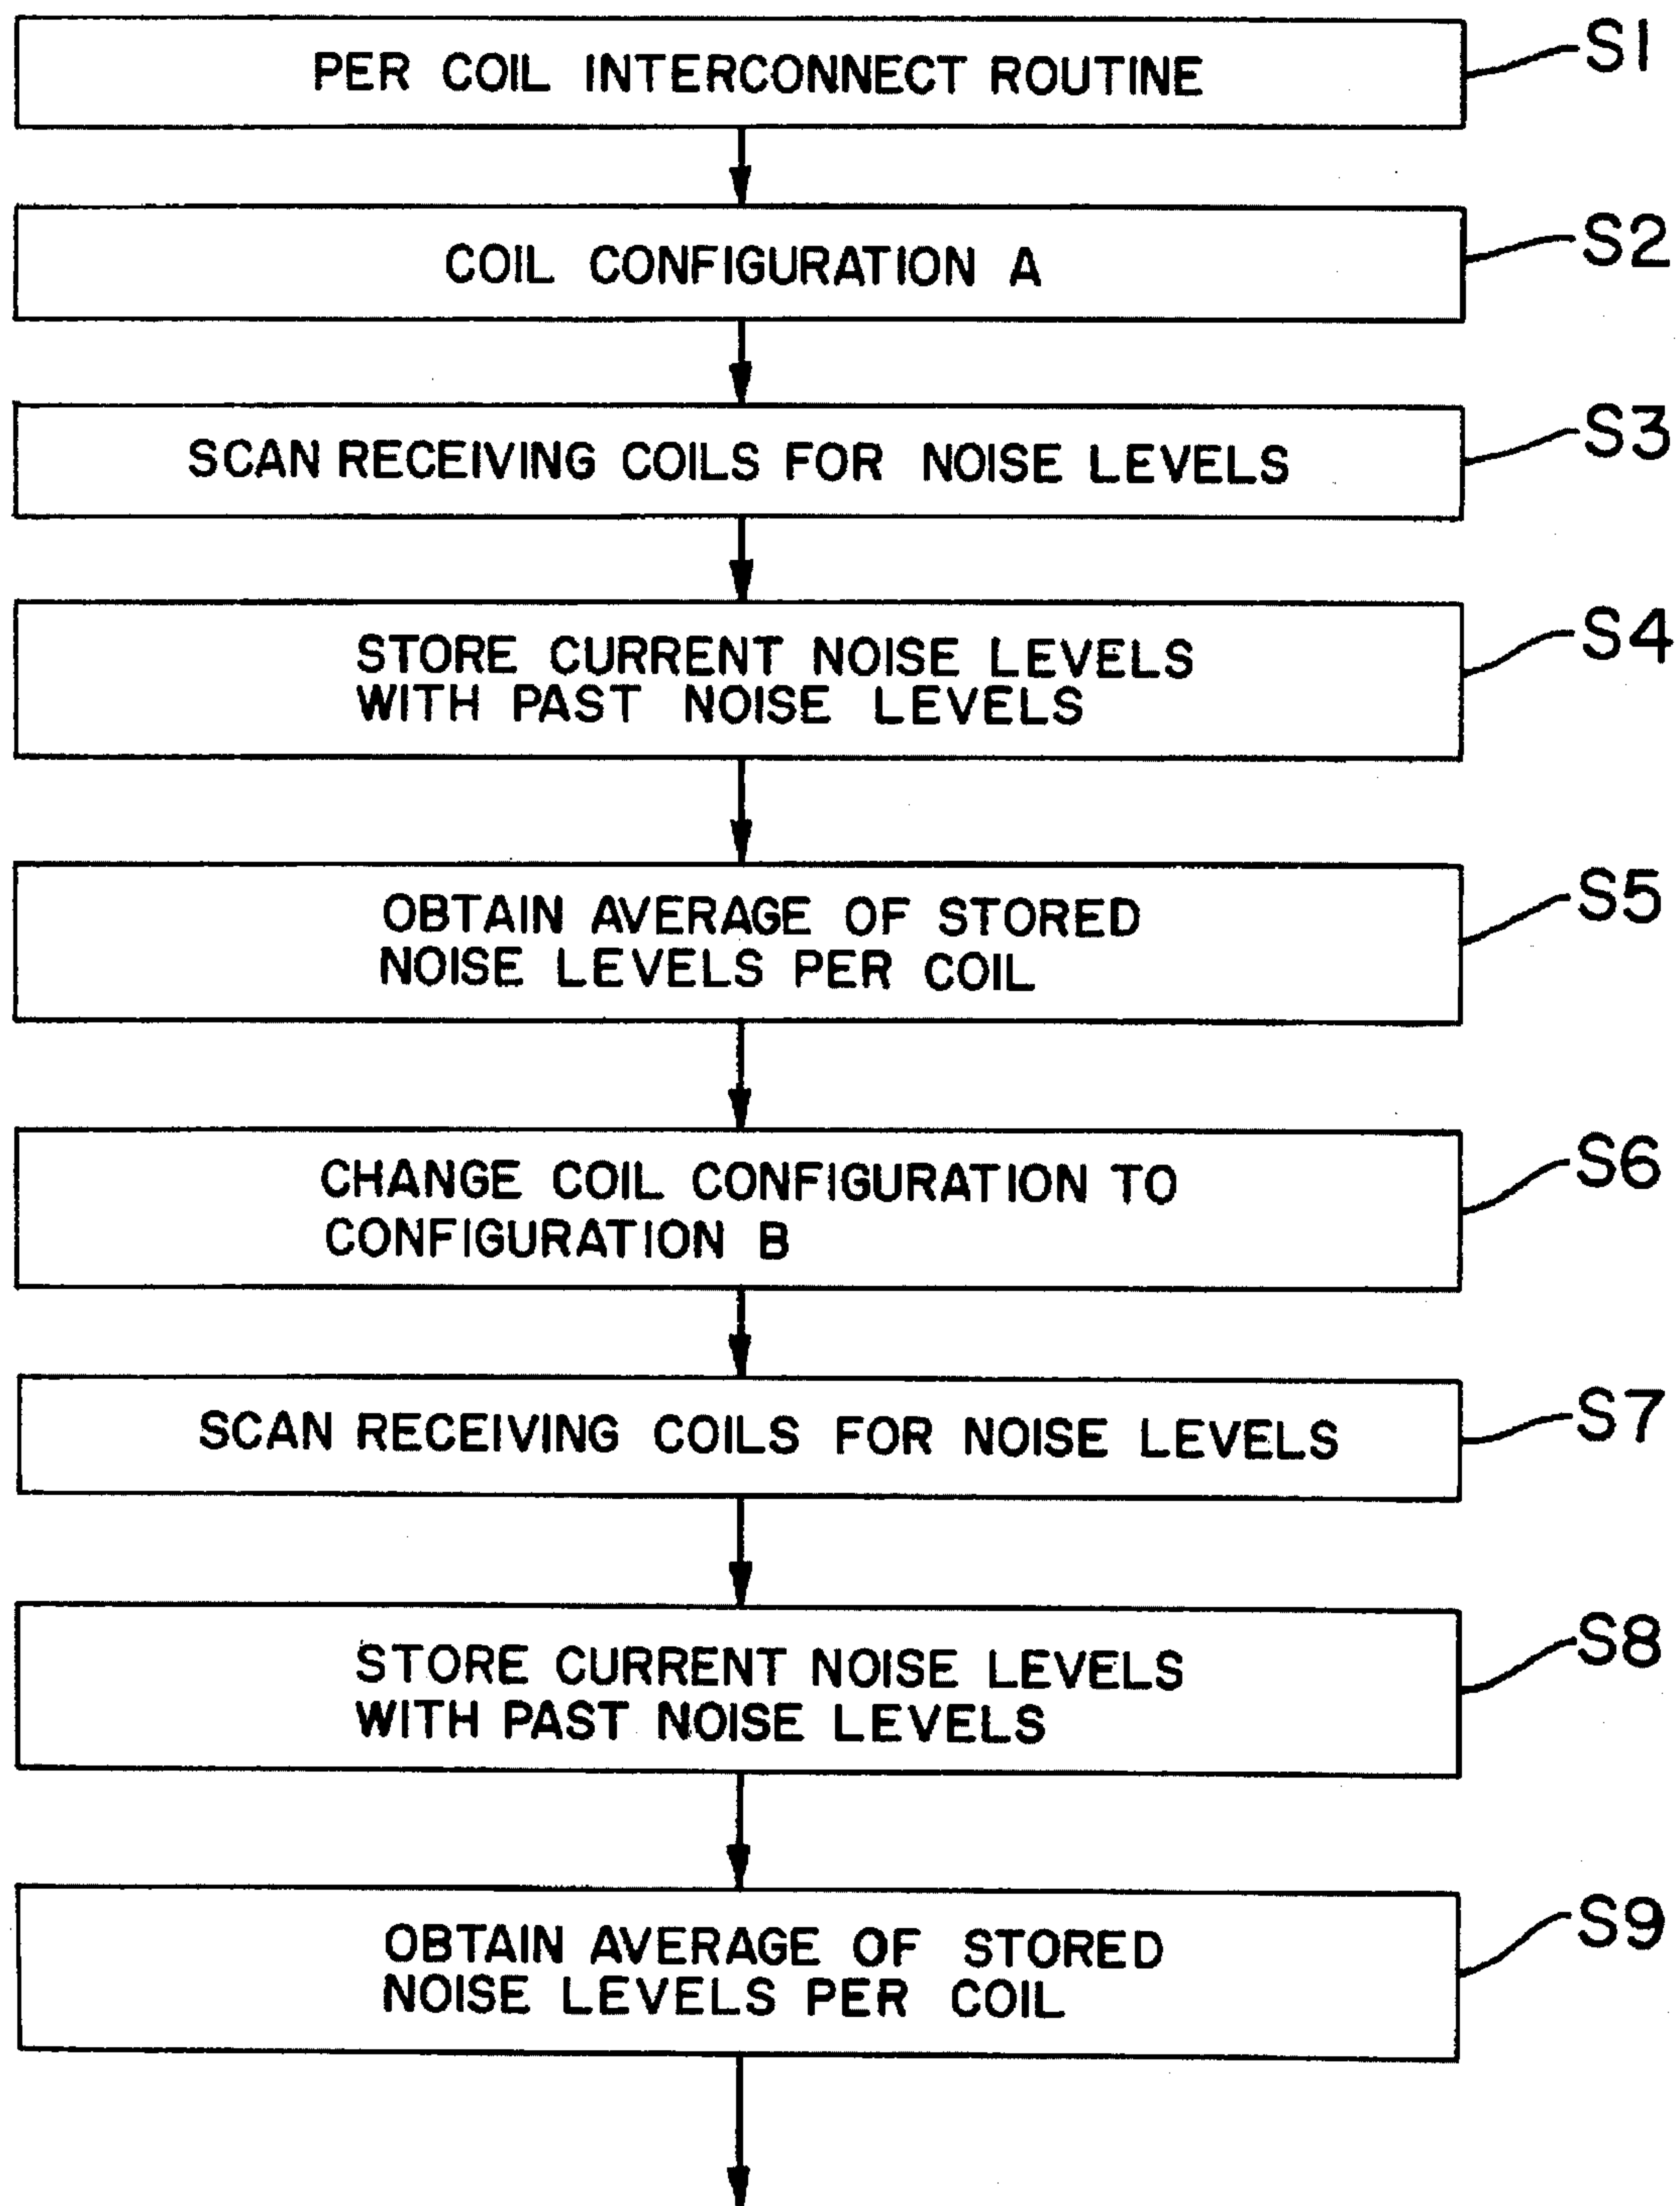 PER COIL INTERCONNECT ROUTINE
S1
COIL CONFIGURATION A
S2
SCAN RECEIVING COILS FOR NOISE LEVELS
S3
STORE CURRENT NOISE LEVELS
WITH PAST NOISE LEVELS
S4
OBTAIN AVERAGE OF STORED
NOISE LEVELS PER COIL
S5
CHANGE COIL CONFIGURATION TO
CONFIGURATION B
S6
SCAN RECEIVING COILS FOR NOISE LEVELS
S7
STORE CURRENT NOISE LEVELS
WITH PAST NOISE LEVELS
S8
OBTAIN AVERAGE OF STORED
NOISE LEVELS PER COIL
S9